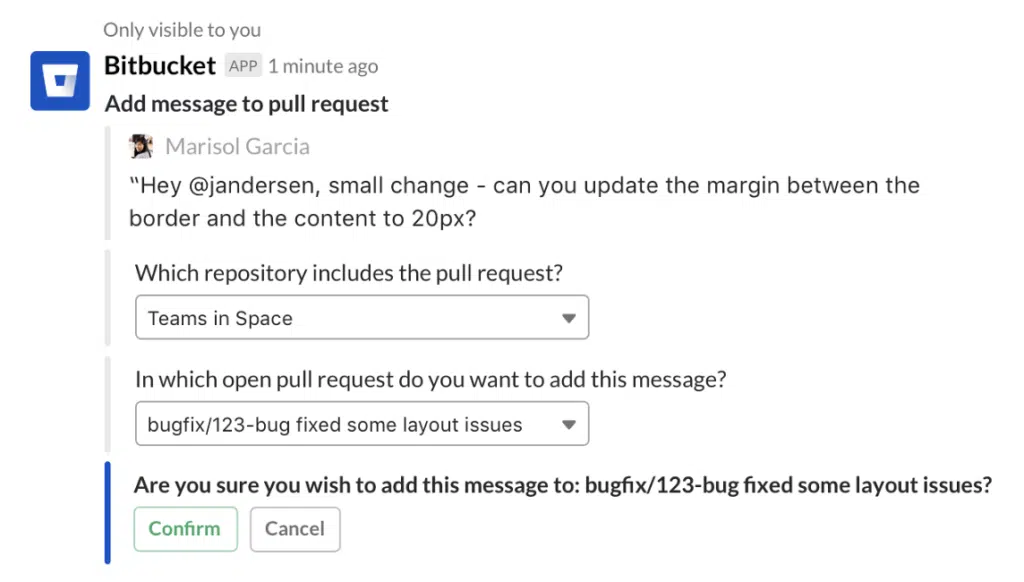 Only visible to you
Bitbucket APP 1 minute ago
Add message to pull request
Marisol Garcia
“Hey @jandersen, small change - can you update the margin between the
border and the content to 20px?
Which repository includes the pull request?
Teams in Space
In which open pull request do you want to add this message?
bugfix/123-bug fixed some layout issues
Are you sure you wish to add this message to: bugfix/123-bug fixed some layout issues?
Confirm Cancel